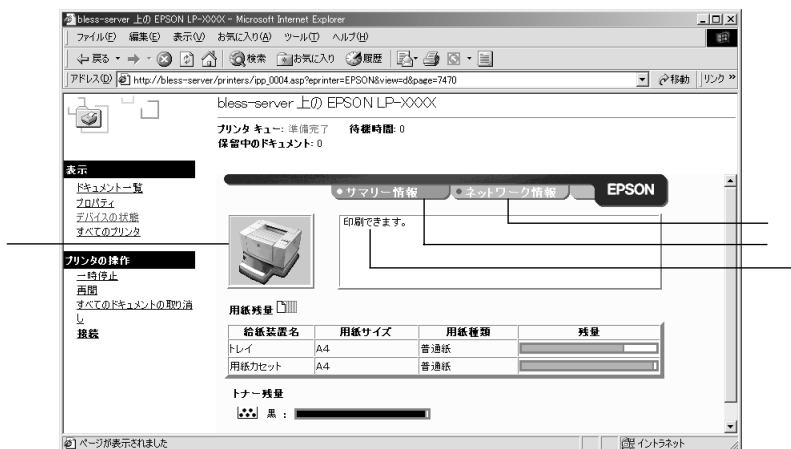 bless-server 上の EPSON LP-XXXX - Microsoft Internet Explorer
ファイル(F) 編集(E) 表示(V) お気に入り(A) ツール(T) ヘルプ(H)
戻る 検索 お気に入り 履歴
アドレス(D) http://bless-server/printers/ipp_0004.asp?eprinter=EPSON&view=d&page=7470 移動 リンク »
bless-server 上の EPSON LP-XXXX
プリンタ キュー: 準備完了 待機時間: 0
保留中のドキュメント: 0
表示
ドキュメント一覧
プロパティ
デバイスの状態
すべてのプリンタ
プリンタの操作
一時停止
再開
すべてのドキュメントの取り消
し
接続
サマリー情報 ネットワーク情報 EPSON
印刷できます。
用紙残量
給紙装置名 用紙サイズ 用紙種類 残量
トレイ A4 普通紙
用紙カセット A4 普通紙
トナー残量
黒 :
ページが表示されました イントラネット